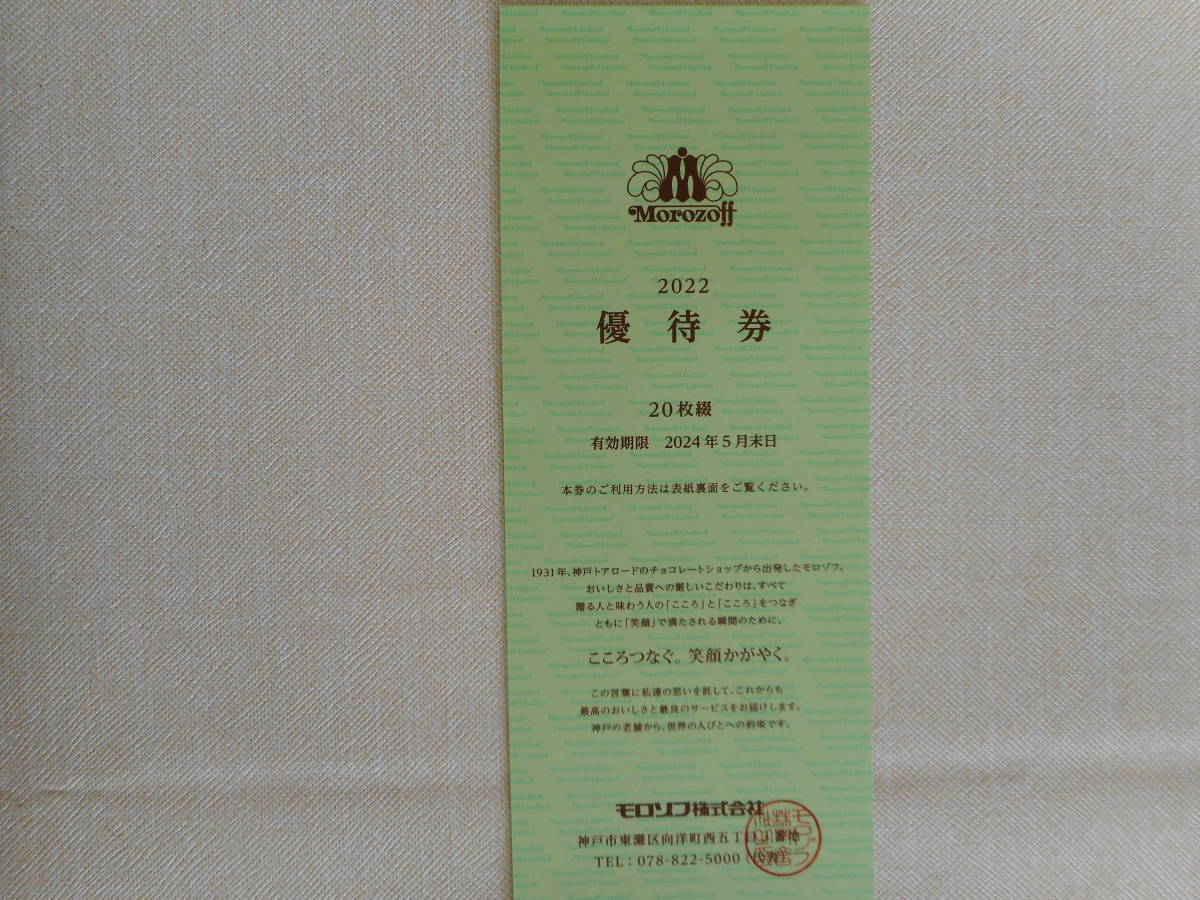 Morozoff
2022
優待券
20枚綴
有効期限 2024年5月末日
本券のご利用方法は表紙裏面をご覧ください。
1931年、神戸トアロードのチョコレートショップから出発したモロゾフ。
おいしさと品質への厳しいこだわりは、すべて
贈る人と味わう人の「こころ」と「こころ」をつなぎ
ともに「笑顔」で満たされる瞬間のために。
こころつなぐ。笑顔かがやく。
この言葉に私達の思いを託して、これからも
最高のおいしさと最良のサービスをお届けします。
神戸の老舗から、世界の人びとへの約束です。
モロゾフ株式会社
神戸市東灘区向洋町西五丁目3番地
TEL:078-822-5000(代表)